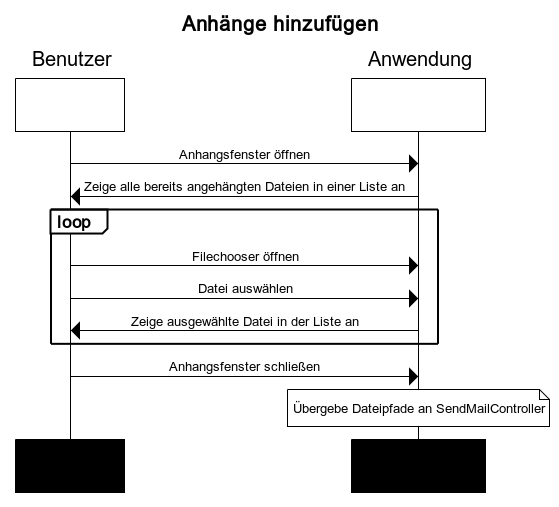 Anhänge hinzufügen
Benutzer
Anwendung
Anhangsfenster öffnen
Zeige alle bereits angehängten Dateien in einer Liste an
loop
Filechooser öffnen
Datei auswählen
Zeige ausgewählte Datei in der Liste an
Anhangsfenster schließen
Übergebe Dateipfade an SendMailController